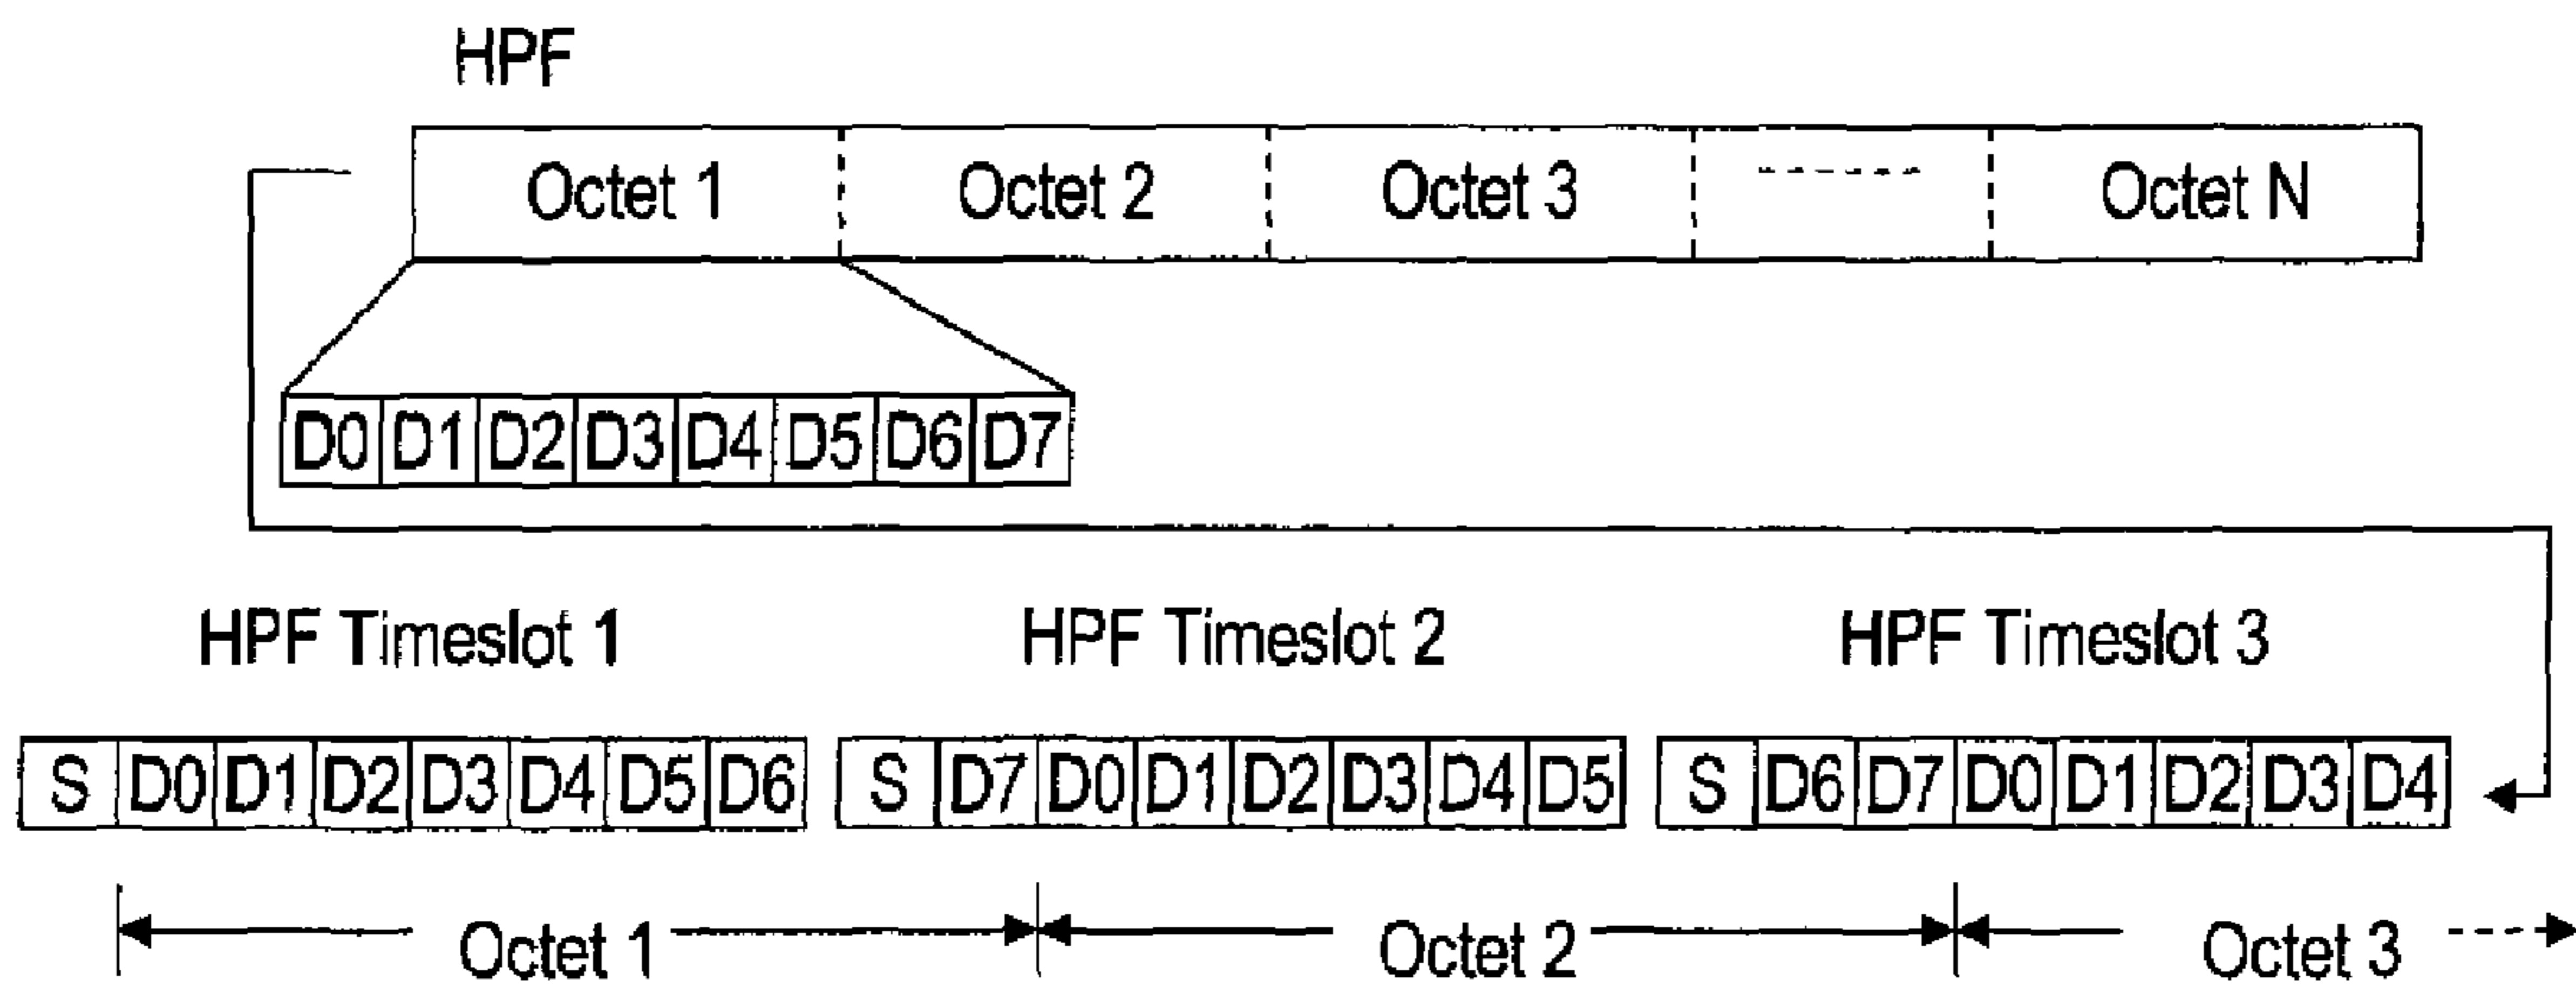 HPF
Octet 1 Octet 2 Octet 3 Octet N
D0 D1 D2 D3 D4 D5 D6 D7
HPF Timeslot 1 HPF Timeslot 2 HPF Timeslot 3
S D0 D1 D2 D3 D4 D5 D6 S D7 D0 D1 D2 D3 D4 D5 S D6 D7 D0 D1 D2 D3 D4
Octet 1 Octet 2 Octet 3